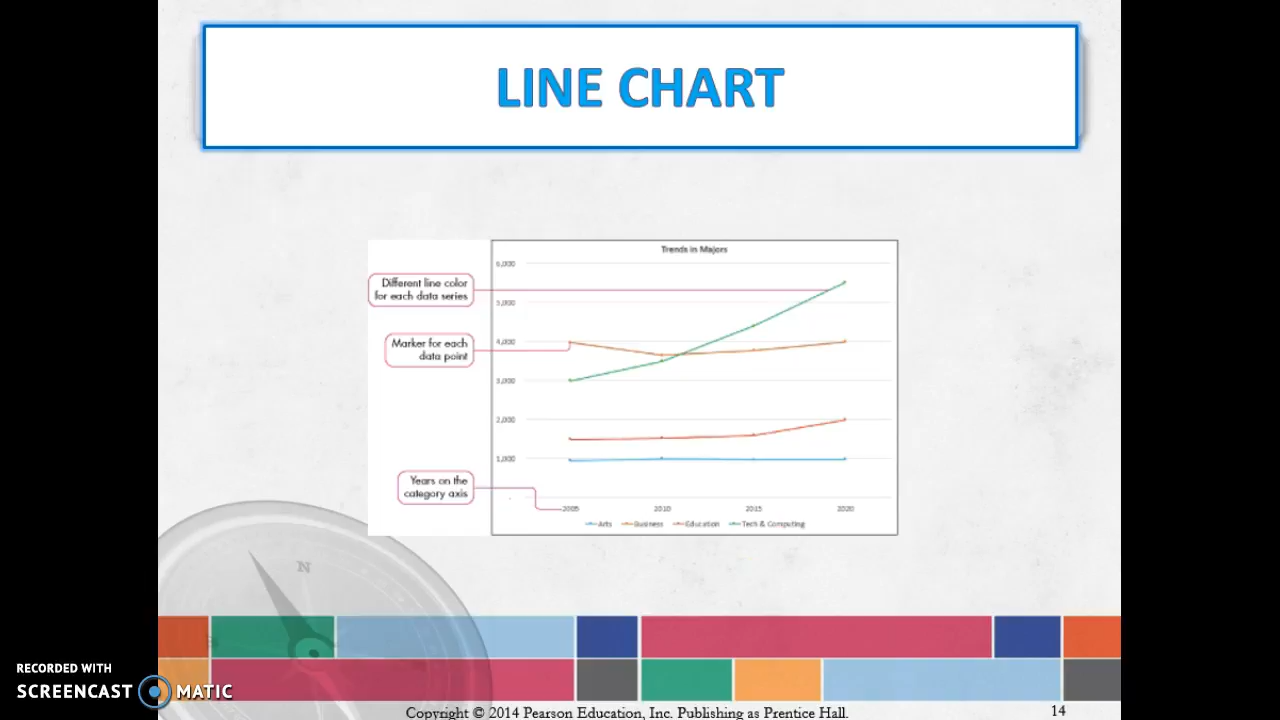 LINE CHART
Trends in Majors
6,000
Different line color
for each data series
5,000
Marker for each
data point
4,000
3,000
2,000
1,000
Years on the
category axis
-
2005 2010 2015 2020
Arts Business Education Tech & Computing
N
RECORDED WITH
SCREENCAST MATIC
Copyright © 2014 Pearson Education, Inc. Publishing as Prentice Hall.
14